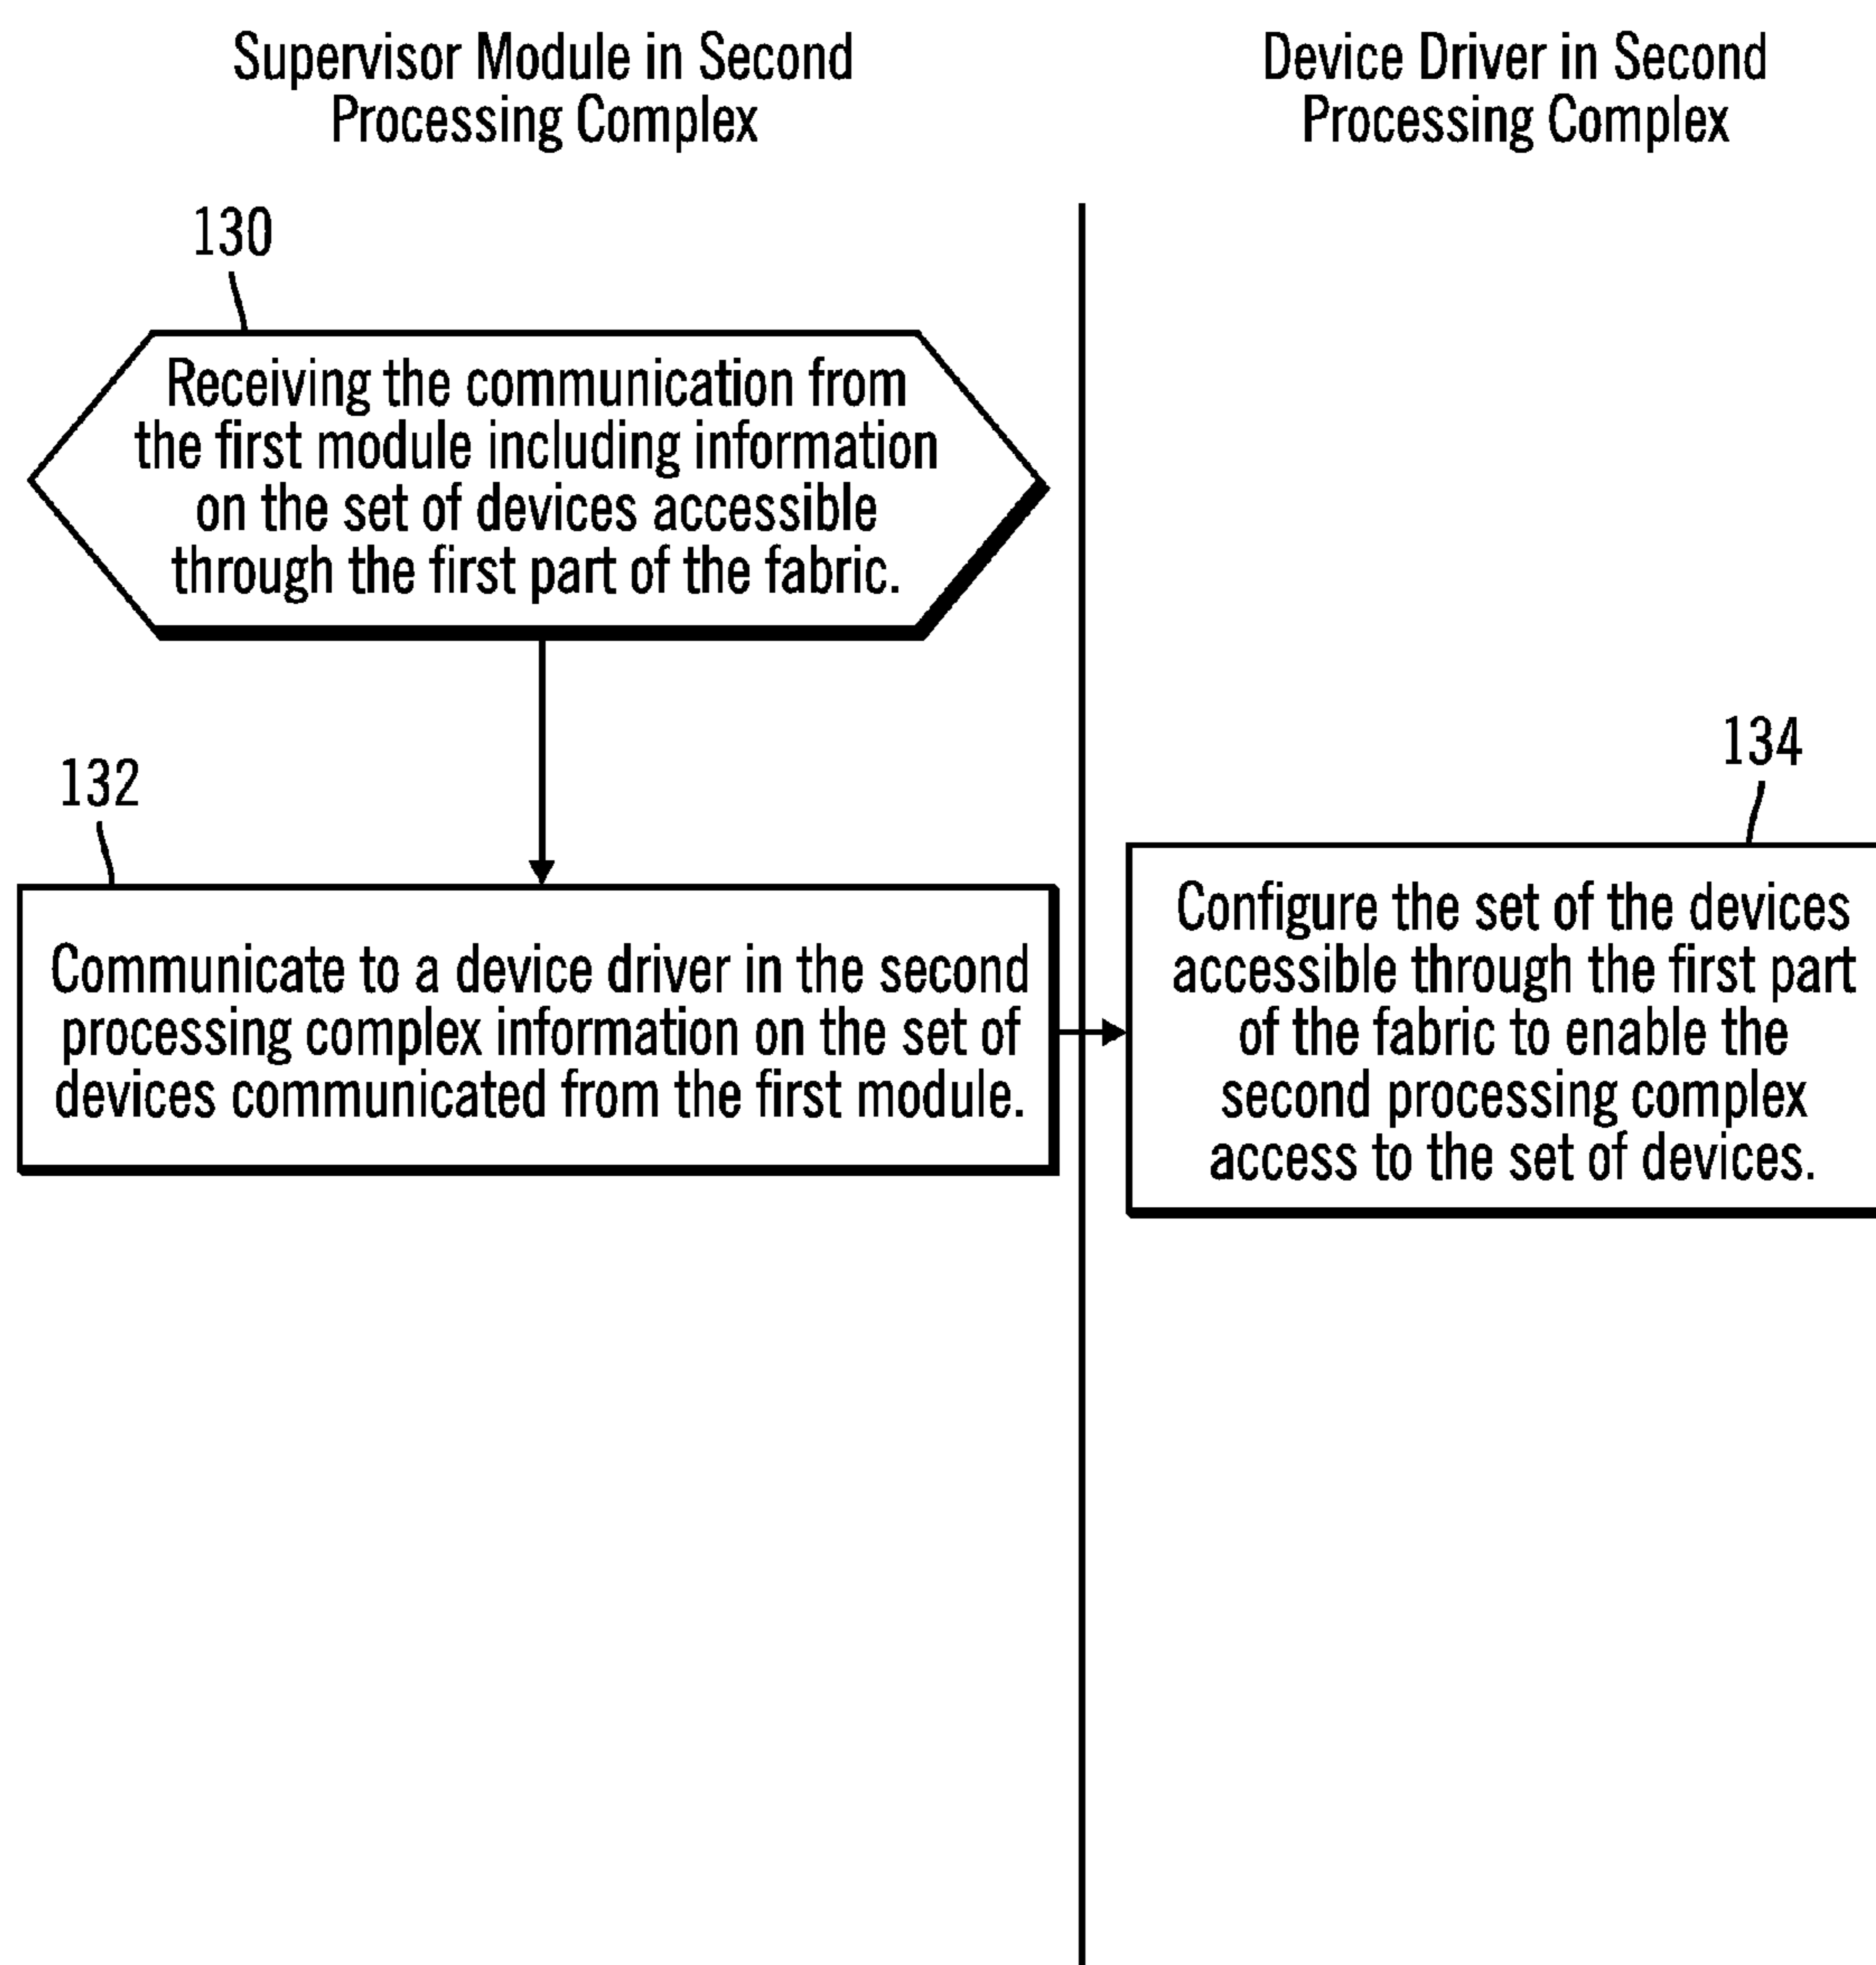 Supervisor Module in Second
Processing Complex
Device Driver in Second
Processing Complex
130
Receiving the communication from
the first module including information
on the set of devices accessible
through the first part of the fabric.
132
Communicate to a device driver in the second
processing complex information on the set of
devices communicated from the first module.
134
Configure the set of the devices
accessible through the first part
of the fabric to enable the
second processing complex
access to the set of devices.